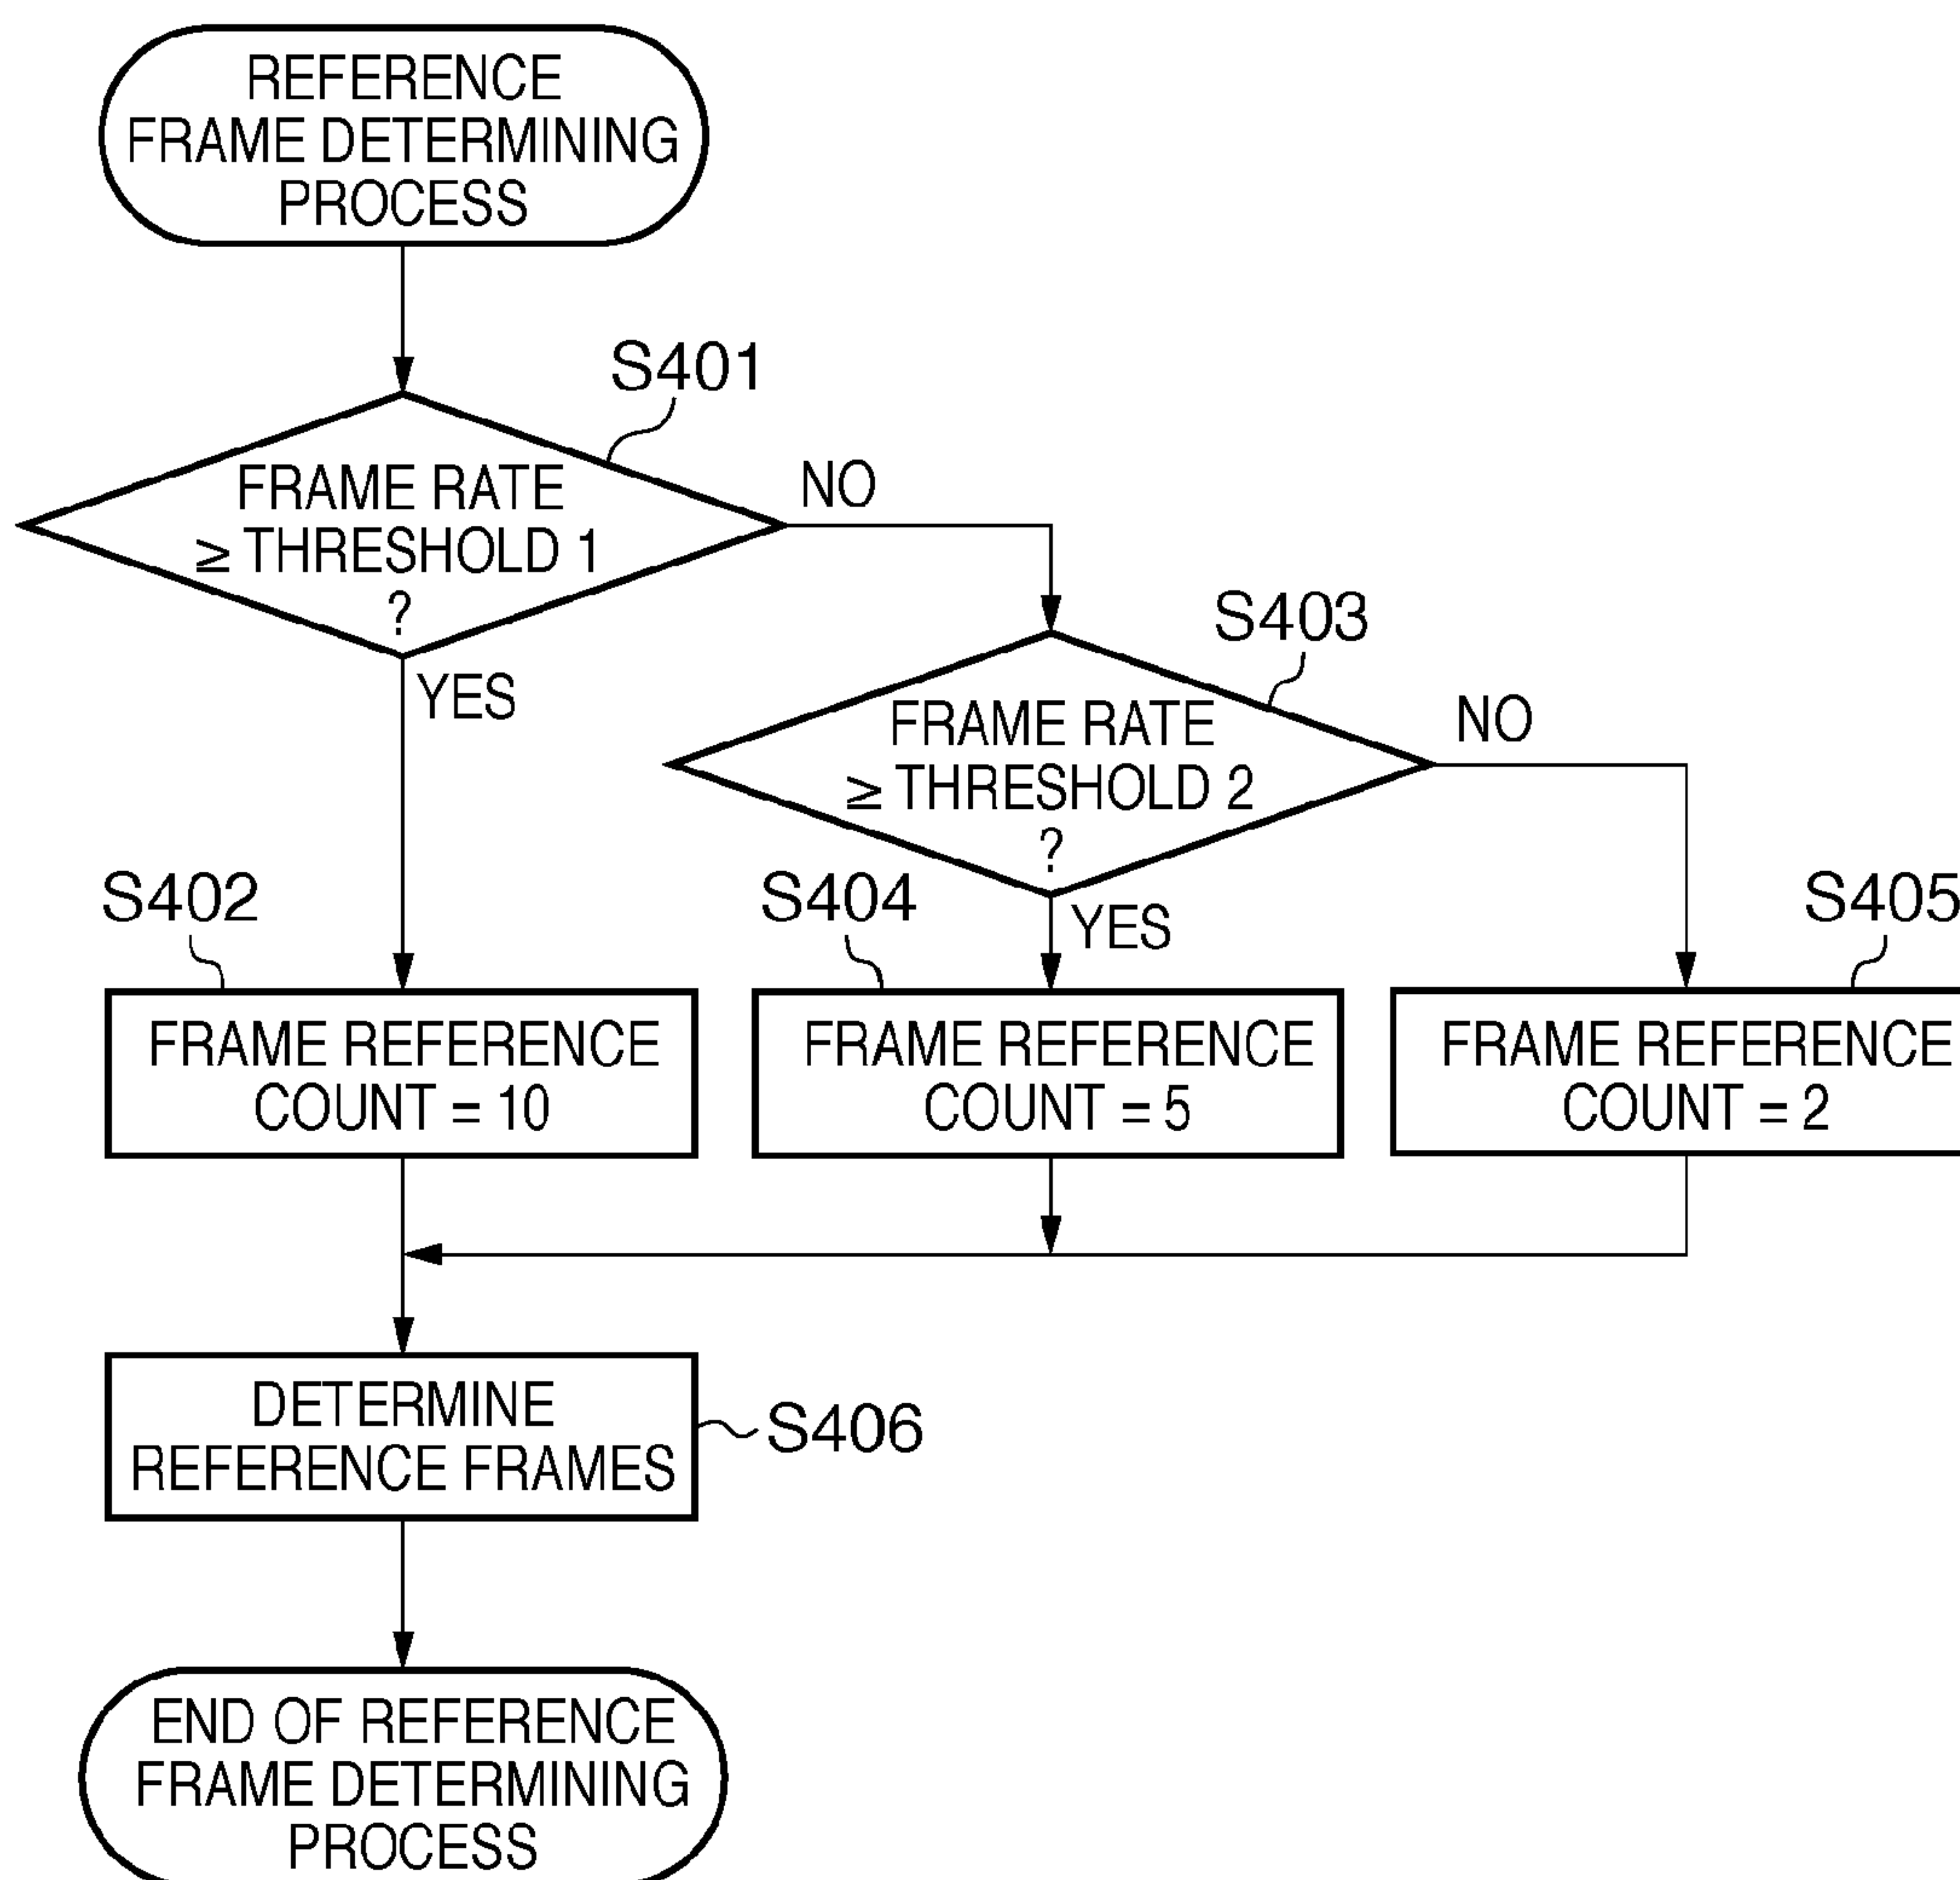 REFERENCE
FRAME DETERMINING
PROCESS
S401
FRAME RATE
≥ THRESHOLD 1
?
NO
YES
S403
FRAME RATE
≥ THRESHOLD 2
?
NO
YES
S402
FRAME REFERENCE
COUNT = 10
S404
FRAME REFERENCE
COUNT = 5
S405
FRAME REFERENCE
COUNT = 2
DETERMINE
REFERENCE FRAMES
S406
END OF REFERENCE
FRAME DETERMINING
PROCESS